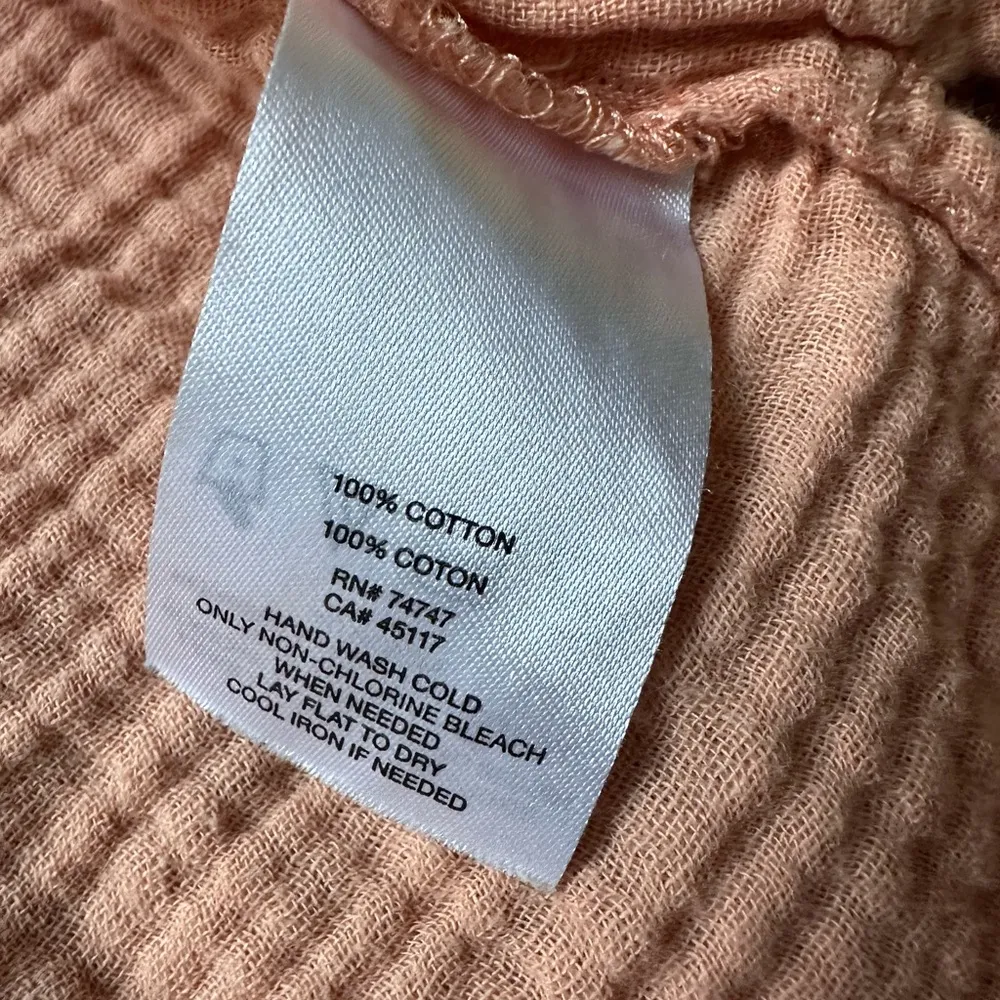 100% COTTON
100% COTON
RN# 74747
CA# 45117
HAND WASH COLD
ONLY NON-CHLORINE BLEACH
WHEN NEEDED
LAY FLAT TO DRY
COOL IRON IF NEEDED